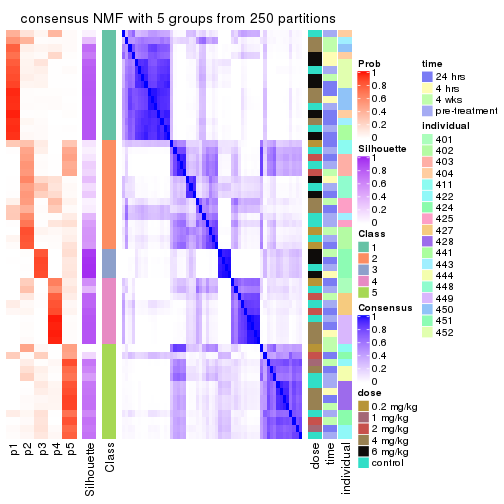 consensus NMF with 5 groups from 250 partitions
Prob
1
0.8
0.6
0.4
0.2
0
Silhouette
1
0.8
0.6
0.4
0.2
0
Class
1
2
3
4
5
Consensus
1
0.8
0.6
0.4
0.2
0
dose
0.2 mg/kg
1 mg/kg
2 mg/kg
4 mg/kg
6 mg/kg
control
time
24 hrs
4 hrs
4 wks
pre-treatment
individual
401
402
403
404
411
422
424
425
427
428
441
443
444
448
449
450
451
452
p1
p2
p3
p4
p5
Silhouette
Class
dose
time
individual